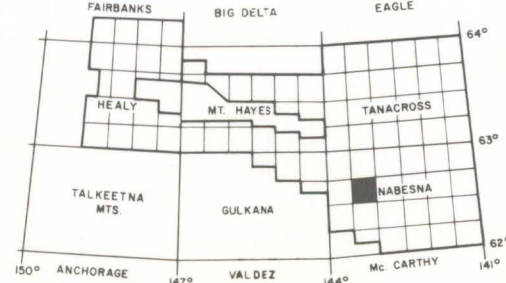 FAIRBANKS BIG DELTA EAGLE
64°
HEALY MT. HAYES TANACROSS
63°
TALKEETNA MTS. GULKANA NABESNA
62°
150° ANCHORAGE 147° VALDEZ 144° Mc. CARTHY 141°